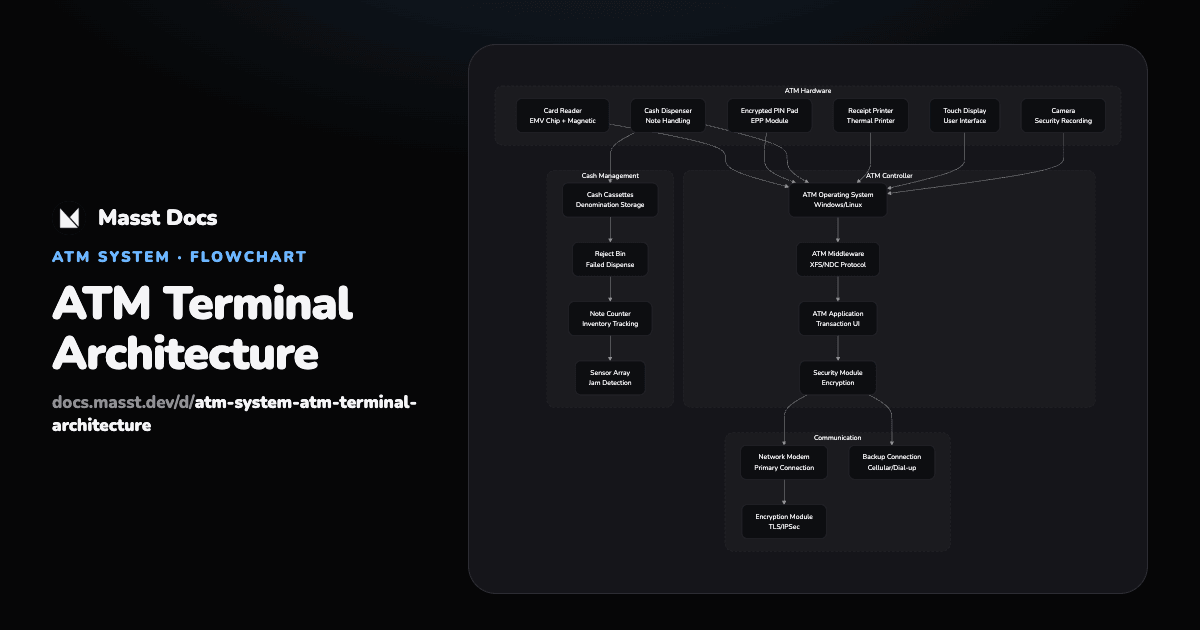 Masst Docs
ATM SYSTEM · FLOWCHART
ATM Terminal
Architecture
docs.masst.dev/d/atm-system-atm-terminal-
architecture
ATM Hardware
Card Reader
EMV Chip + Magnetic
Cash Dispenser
Note Handling
Encrypted PIN Pad
EPP Module
Receipt Printer
Thermal Printer
Touch Display
User Interface
Camera
Security Recording
Cash Management
Cash Cassettes
Denomination Storage
Reject Bin
Failed Dispense
Note Counter
Inventory Tracking
Sensor Array
Jam Detection
ATM Controller
ATM Operating System
Windows/Linux
ATM Middleware
XFS/NDC Protocol
ATM Application
Transaction UI
Security Module
Encryption
Communication
Network Modem
Primary Connection
Backup Connection
Cellular/Dial-up
Encryption Module
TLS/IPSec